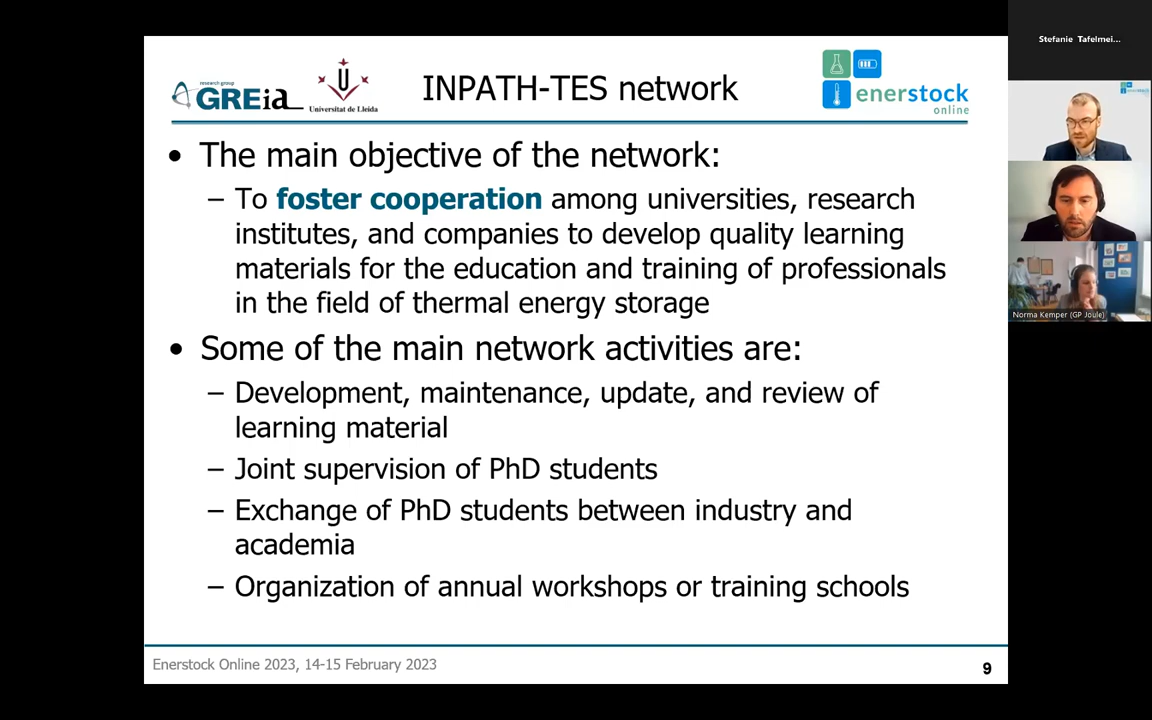 Stefanie Tafelmei...
research group
GREiA
Universitat de Lleida
INPATH-TES network
enerstock
online
• The main objective of the network:
– To foster cooperation among universities, research
institutes, and companies to develop quality learning
materials for the education and training of professionals
in the field of thermal energy storage
• Some of the main network activities are:
– Development, maintenance, update, and review of
learning material
– Joint supervision of PhD students
– Exchange of PhD students between industry and
academia
– Organization of annual workshops or training schools
Enerstock Online 2023, 14-15 February 2023
9
enerstock
Norma Kemper (GP Joule)